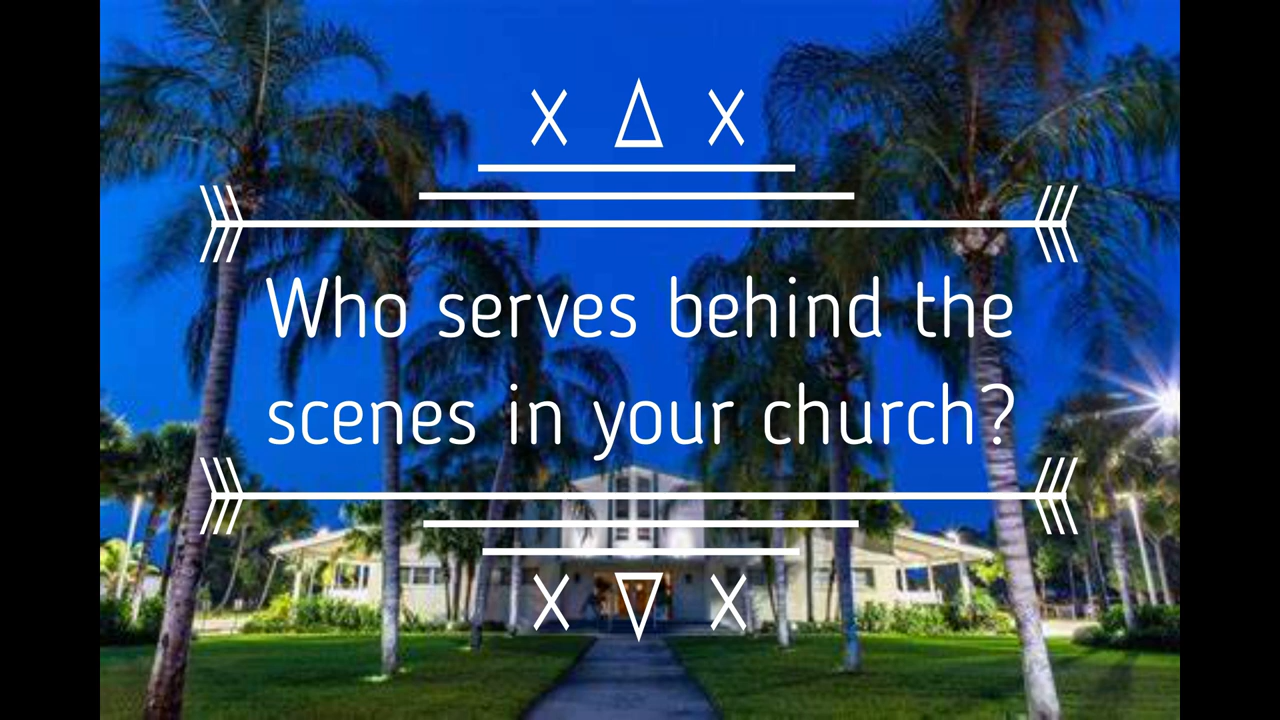 X Δ X
Who serves behind the
scenes in your church?
X ∇ X